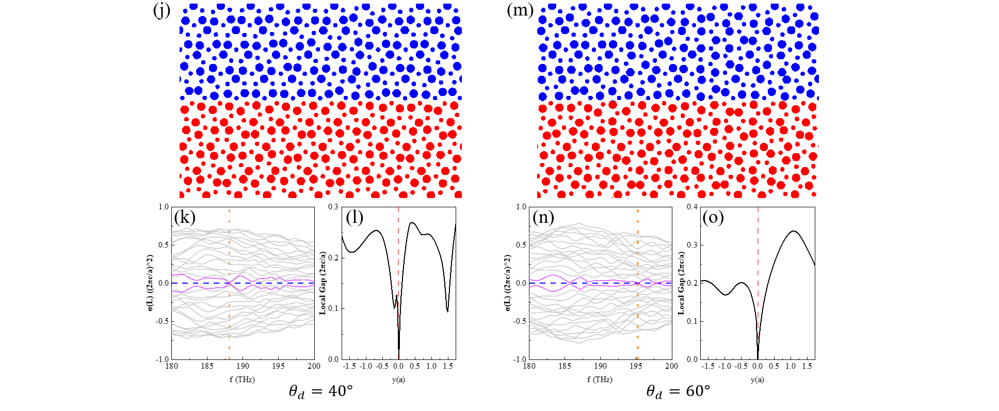 (j)
(m)
(k)
1.0
0.5
0.0
-0.5
-1.0
σ(L) ((2πc/a)^2)
180
185
190
195
200
f (THz)
(l)
0.3
0.2
0.1
0.0
Local Gap (2πc/a)
-1.5
-1.0
-0.5
0.0
0.5
1.0
1.5
y(a)
θd = 40°
(n)
1.0
0.5
0.0
-0.5
-1.0
σ(L) ((2πc/a)^2)
180
185
190
195
200
f (THz)
(o)
0.4
0.3
0.2
0.1
0.0
Local Gap (2πc/a)
-1.5
-1.0
-0.5
0.0
0.5
1.0
1.5
y(a)
θd = 60°